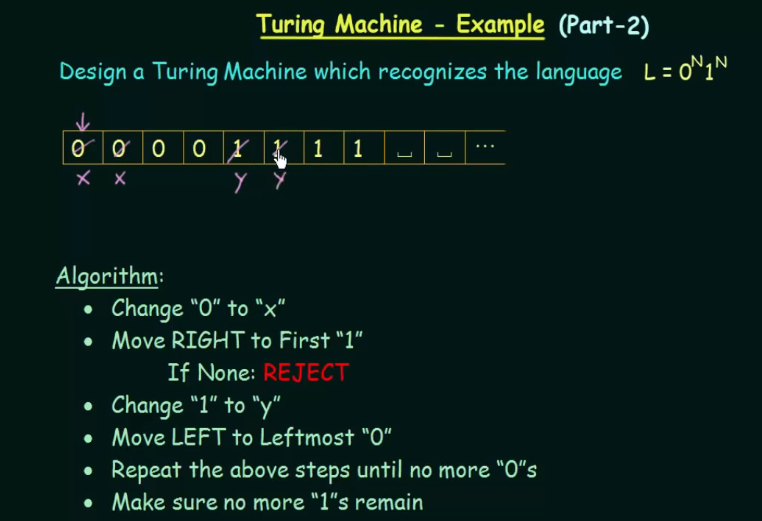 Turing Machine - Example (Part-2)
Design a Turing Machine which recognizes the language L = 0ᴺ1ᴺ
0 0 0 0 1 1 1 1 ⎵ ⎵ ...
x x y y
Algorithm:
• Change “0” to “x”
• Move RIGHT to First “1”
If None: REJECT
• Change “1” to “y”
• Move LEFT to Leftmost “0”
• Repeat the above steps until no more “0”s
• Make sure no more “1”s remain